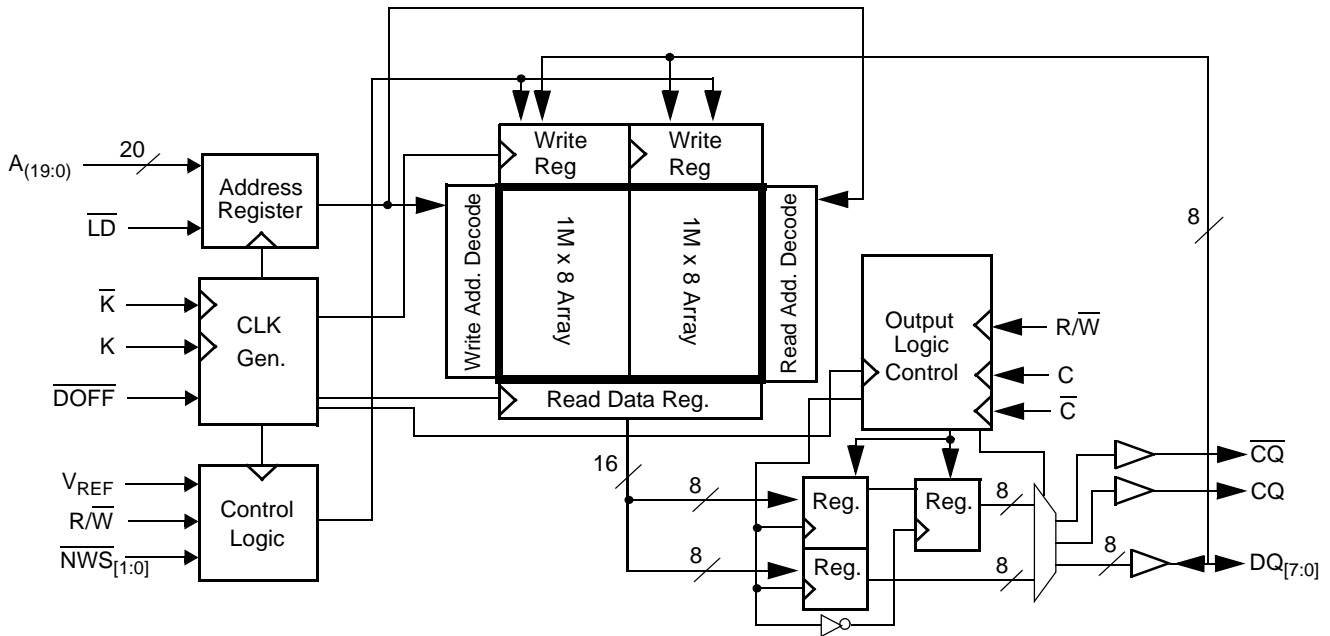 A(19:0)
20
LD
Address
Register
K
K
DOFF
CLK
Gen.
VREF
R/W
NWS[1:0]
Control
Logic
Write
Reg
Write
Reg
Write Add. Decode
1M x 8 Array
1M x 8 Array
Read Add. Decode
Read Data Reg.
16
8
8
Output
Logic
Control
R/W
C
C
8
Reg.
Reg.
Reg.
8
8
8
CQ
CQ
DQ[7:0]